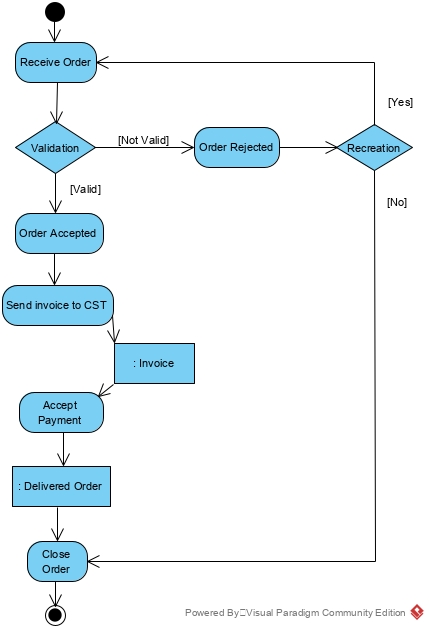 Receive Order
[Yes]
Validation
[Not Valid]
Order Rejected
Recreation
[Valid]
[No]
Order Accepted
Send invoice to CST
: Invoice
Accept
Payment
: Delivered Order
Close
Order
Powered By Visual Paradigm Community Edition